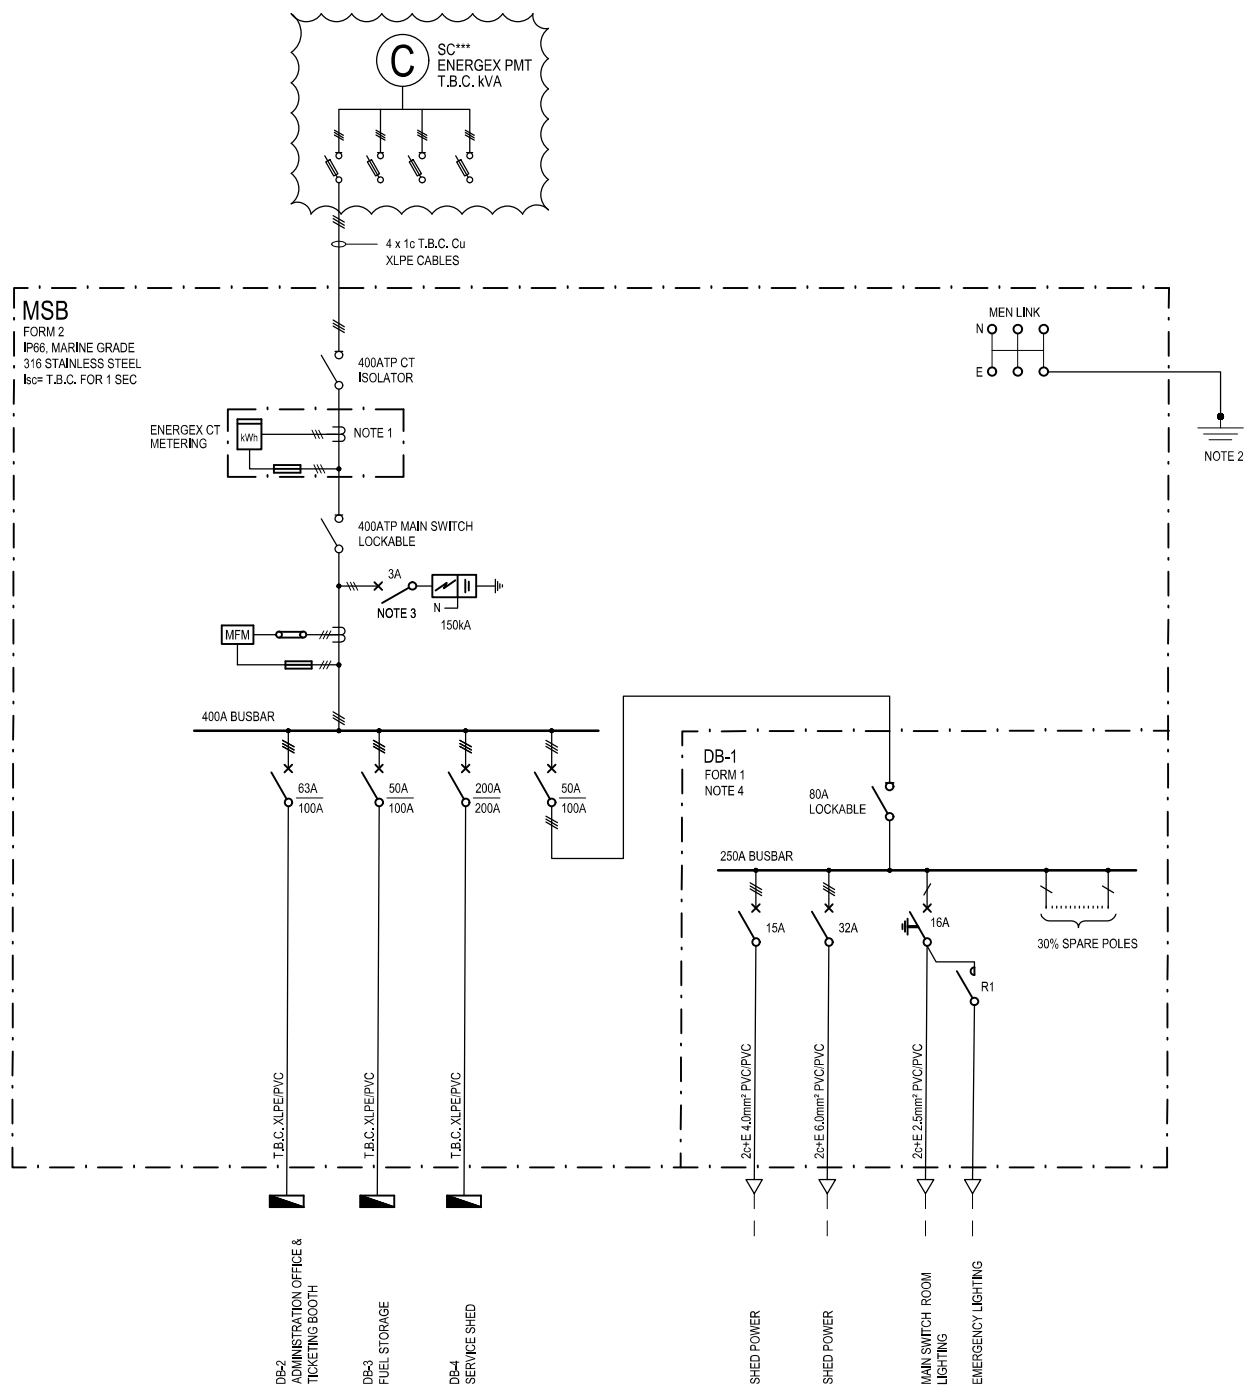 C
SC***
ENERGEX PMT
T.B.C. kVA
4 x 1c T.B.C. Cu
XLPE CABLES
MSB
FORM 2
IP66, MARINE GRADE
316 STAINLESS STEEL
Isc= T.B.C. FOR 1 SEC
MEN LINK
N
E
NOTE 2
400ATP CT
ISOLATOR
ENERGEX CT
METERING
kWh
NOTE 1
400ATP MAIN SWITCH
LOCKABLE
3A
NOTE 3
N
150kA
MFM
400A BUSBAR
63A
100A
50A
100A
200A
200A
50A
100A
DB-1
FORM 1
NOTE 4
80A
LOCKABLE
250A BUSBAR
15A
32A
16A
30% SPARE POLES
R1
T.B.C. XLPE/PVC
T.B.C. XLPE/PVC
T.B.C. XLPE/PVC
2c+E 4.0mm² PVC/PVC
2c+E 6.0mm² PVC/PVC
2c+E 2.5mm² PVC/PVC
DB-2
ADMINISTRATION OFFICE &
TICKETING BOOTH
DB-3
FUEL STORAGE
DB-4
SERVICE SHED
SHED POWER
SHED POWER
MAIN SWITCH ROOM
LIGHTING
EMERGENCY LIGHTING